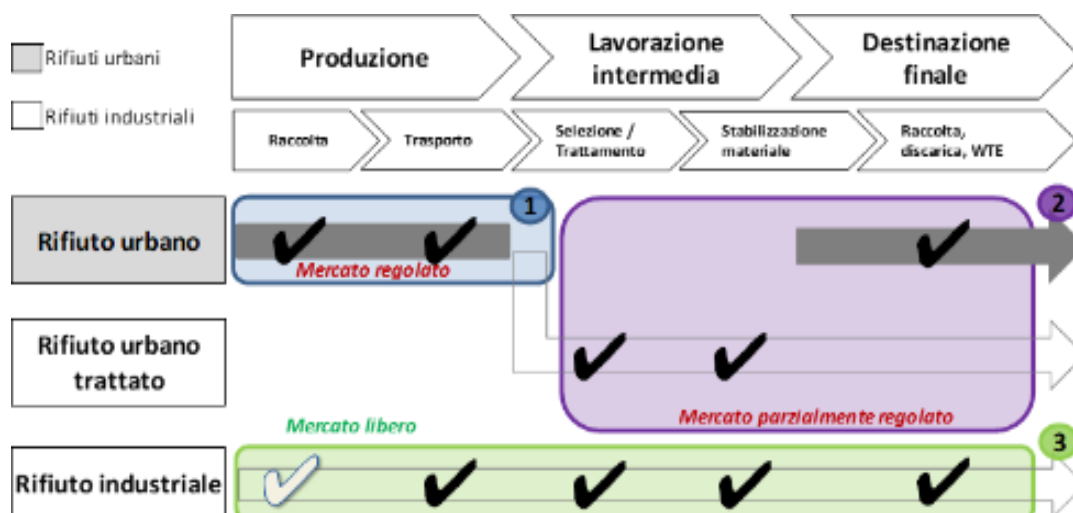 Rifiuti urbani
Rifiuti industriali
Produzione
Lavorazione
intermedia
Destinazione
finale
Raccolta
Trasporto
Selezione /
Trattamento
Stabilizzazione
materiale
Raccolta,
discarica, WTE
Rifiuto urbano
1
2
Mercato regolato
Rifiuto urbano
trattato
Mercato parzialmente regolato
Mercato libero
3
Rifiuto industriale